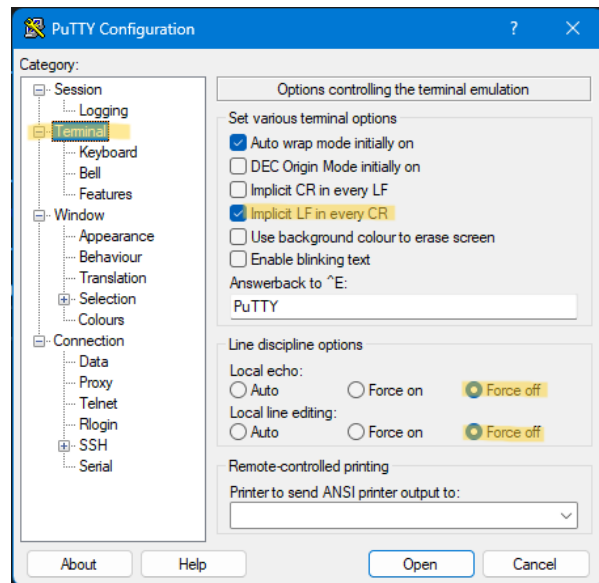 PuTTY Configuration
?
Category:
Session
Logging
Terminal
Keyboard
Bell
Features
Window
Appearance
Behaviour
Translation
Selection
Colours
Connection
Data
Proxy
Telnet
Rlogin
SSH
Serial
Options controlling the terminal emulation
Set various terminal options
Auto wrap mode initially on
DEC Origin Mode initially on
Implicit CR in every LF
Implicit LF in every CR
Use background colour to erase screen
Enable blinking text
Answerback to ^E:
PuTTY
Line discipline options
Local echo:
Auto Force on Force off
Local line editing:
Auto Force on Force off
Remote-controlled printing
Printer to send ANSI printer output to:
About Help Open Cancel